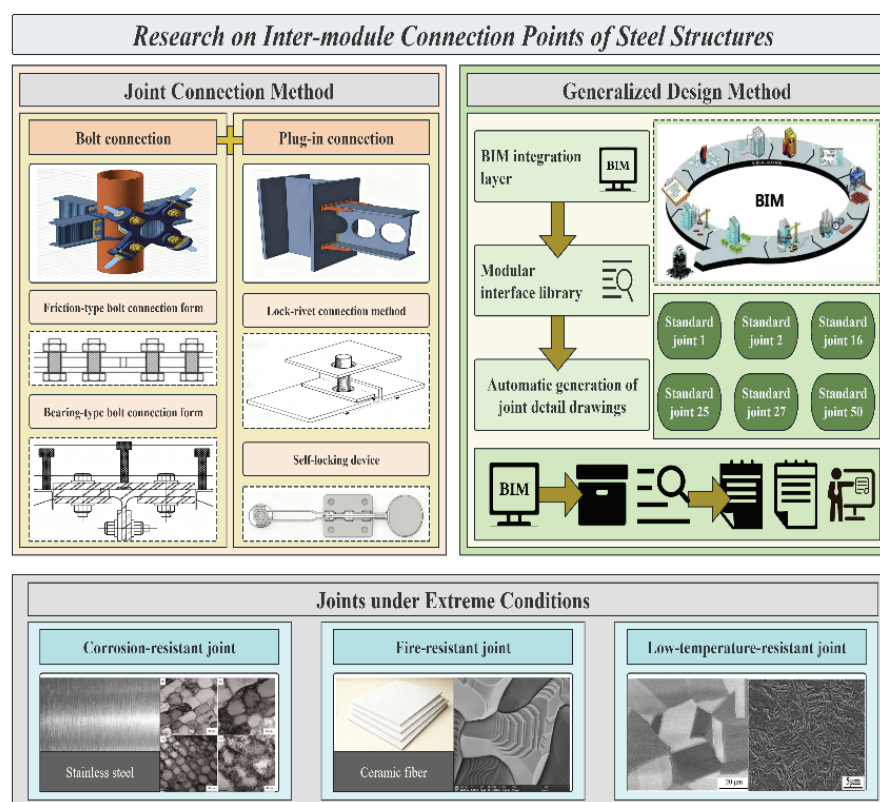 Research on Inter-module Connection Points of Steel Structures
Joint Connection Method
Bolt connection
Plug-in connection
Friction-type bolt connection form
Bearing-type bolt connection form
Lock-rivet connection method
Self-locking device
Generalized Design Method
BIM integration
layer
BIM
Modular
interface library
Automatic generation of
joint detail drawings
BIM
Standard
joint 1
Standard
joint 2
Standard
joint 16
Standard
joint 25
Standard
joint 27
Standard
joint 50
BIM
Joints under Extreme Conditions
Corrosion-resistant joint
Stainless steel
Fire-resistant joint
Ceramic fiber
Low-temperature-resistant joint
20 μm
5μm